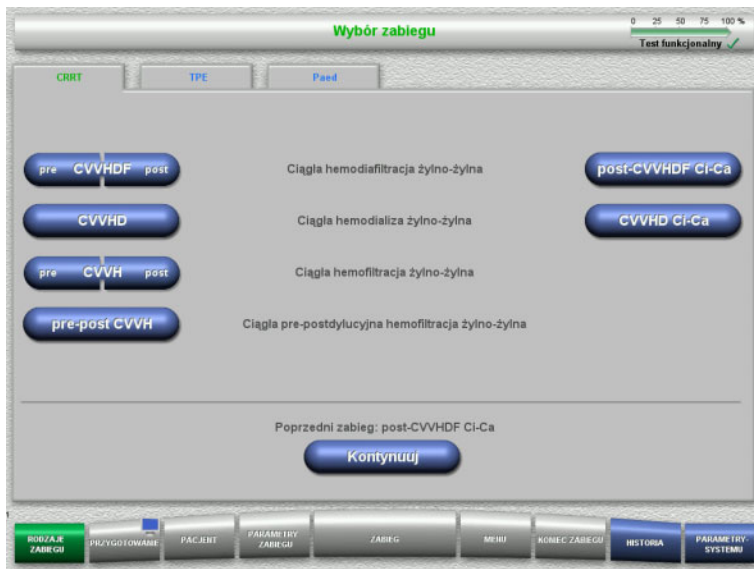 Wybór zabiegu
0 25 50 75 100 %
Test funkcjonalny
CRRT TPE Paed
pre CVVHDF post Ciągła hemodiafiltracja żylno-żylna post-CVVHDF Ci-Ca
CVVHD Ciągła hemodializa żylno-żylna CVVHD Ci-Ca
pre CVVH post Ciągła hemofiltracja żylno-żylna
pre-post CVVH Ciągła pre-postdylucyjna hemofiltracja żylno-żylna
Poprzedni zabieg: post-CVVHDF Ci-Ca
Kontynuuj
RODZAJE
ZABIEGU
PRZYGOTOWANIE
PACJENT
PARAMETRY
ZABIEGU
ZABIEG
MENU
KONIEC ZABIEGU
HISTORIA
PARAMETRY-
SYSTEMU